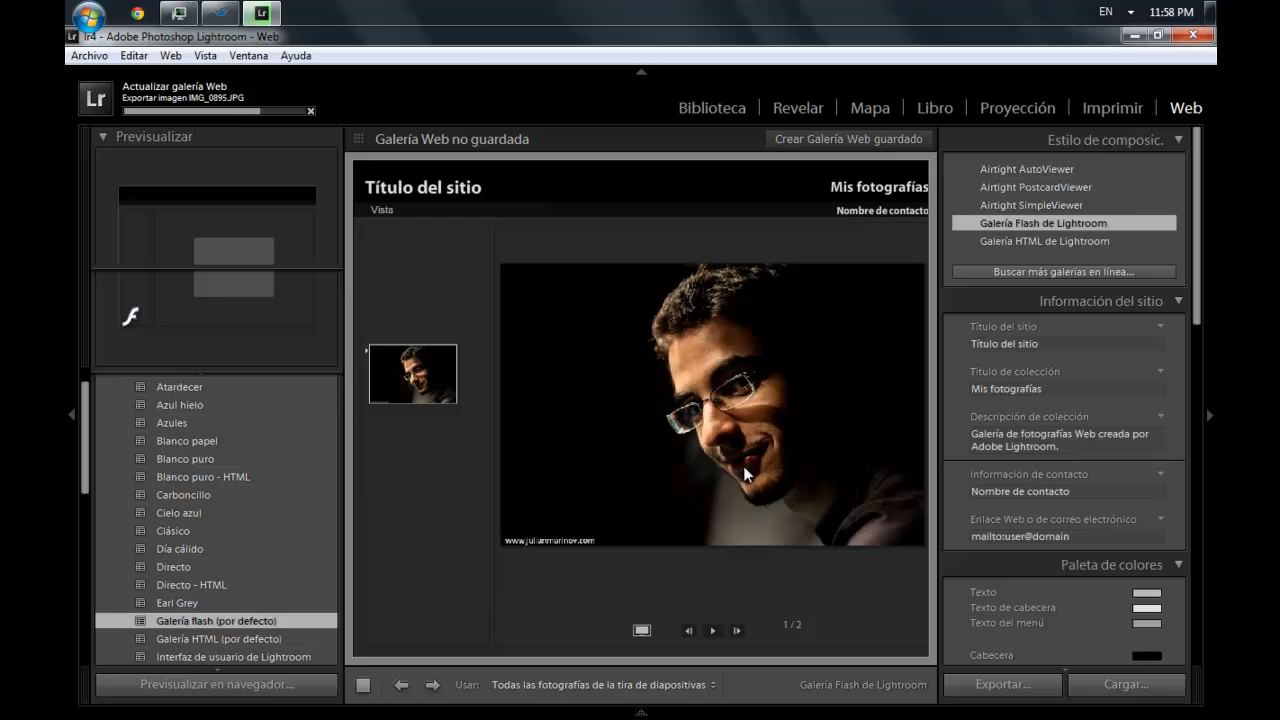 EN 11:58 PM
lr4 - Adobe Photoshop Lightroom - Web
Archivo Editar Web Vista Ventana Ayuda
Lr
Actualizar galería Web
Exportar imagen IMG_0895.JPG
Biblioteca Revelar Mapa Libro Proyección Imprimir Web
Previsualizar
Galería Web no guardada
Crear Galería Web guardado
Estilo de composic.
Airtight AutoViewer
Airtight PostcardViewer
Airtight SimpleViewer
Galería Flash de Lightroom
Galería HTML de Lightroom
Buscar más galerías en línea...
Título del sitio
Mis fotografías
Vista
Nombre de contacto
Información del sitio
Título del sitio
Título del sitio
Título de colección
Mis fotografías
Descripción de colección
Galería de fotografías Web creada por
Adobe Lightroom.
Información de contacto
Nombre de contacto
Enlace Web o de correo electrónico
mailto:user@domain
Paleta de colores
Texto
Texto de cabecera
Texto del menú
Cabecera
Atardecer
Azul hielo
Azules
Blanco papel
Blanco puro
Blanco puro - HTML
Carboncillo
Cielo azul
Clásico
Día cálido
Directo
Directo - HTML
Earl Grey
Galería flash (por defecto)
Galería HTML (por defecto)
Interfaz de usuario de Lightroom
www.julianmarinov.com
1 / 2
Previsualizar en navegador...
Usar: Todas las fotografías de la tira de diapositivas
Galería Flash de Lightroom
Exportar...
Cargar...